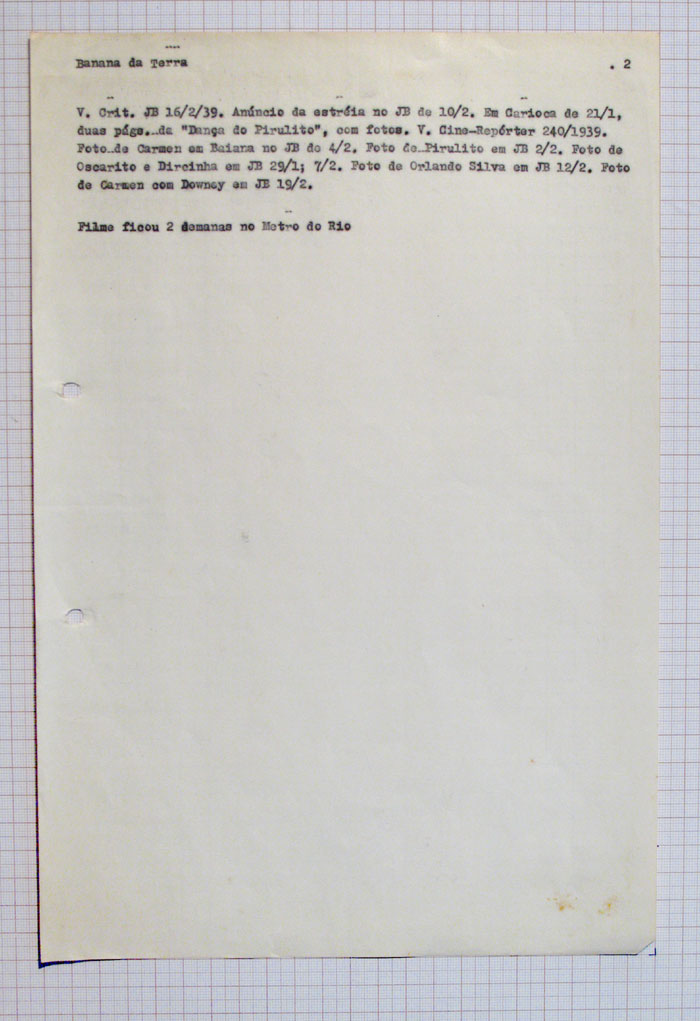 Banana da Terra . 2
V. Crit. JB 16/2/39. Anúncio da estréia no JB de 10/2. Em Carioca de 21/1,
duas págs...da "Dança do Pirulito", com fotos. V. Cine-Repórter 240/1939.
Foto..de Carmen em Baiana no JB de 4/2. Foto de..Pirulito em JB 2/2. Foto de
Oscarito e Dircinha em JB 29/1; 7/2. Foto de Orlando Silva em JB 12/2. Foto
de Carmen com Downey em JB 19/2.
Filme ficou 2 demanas no Metro do Rio